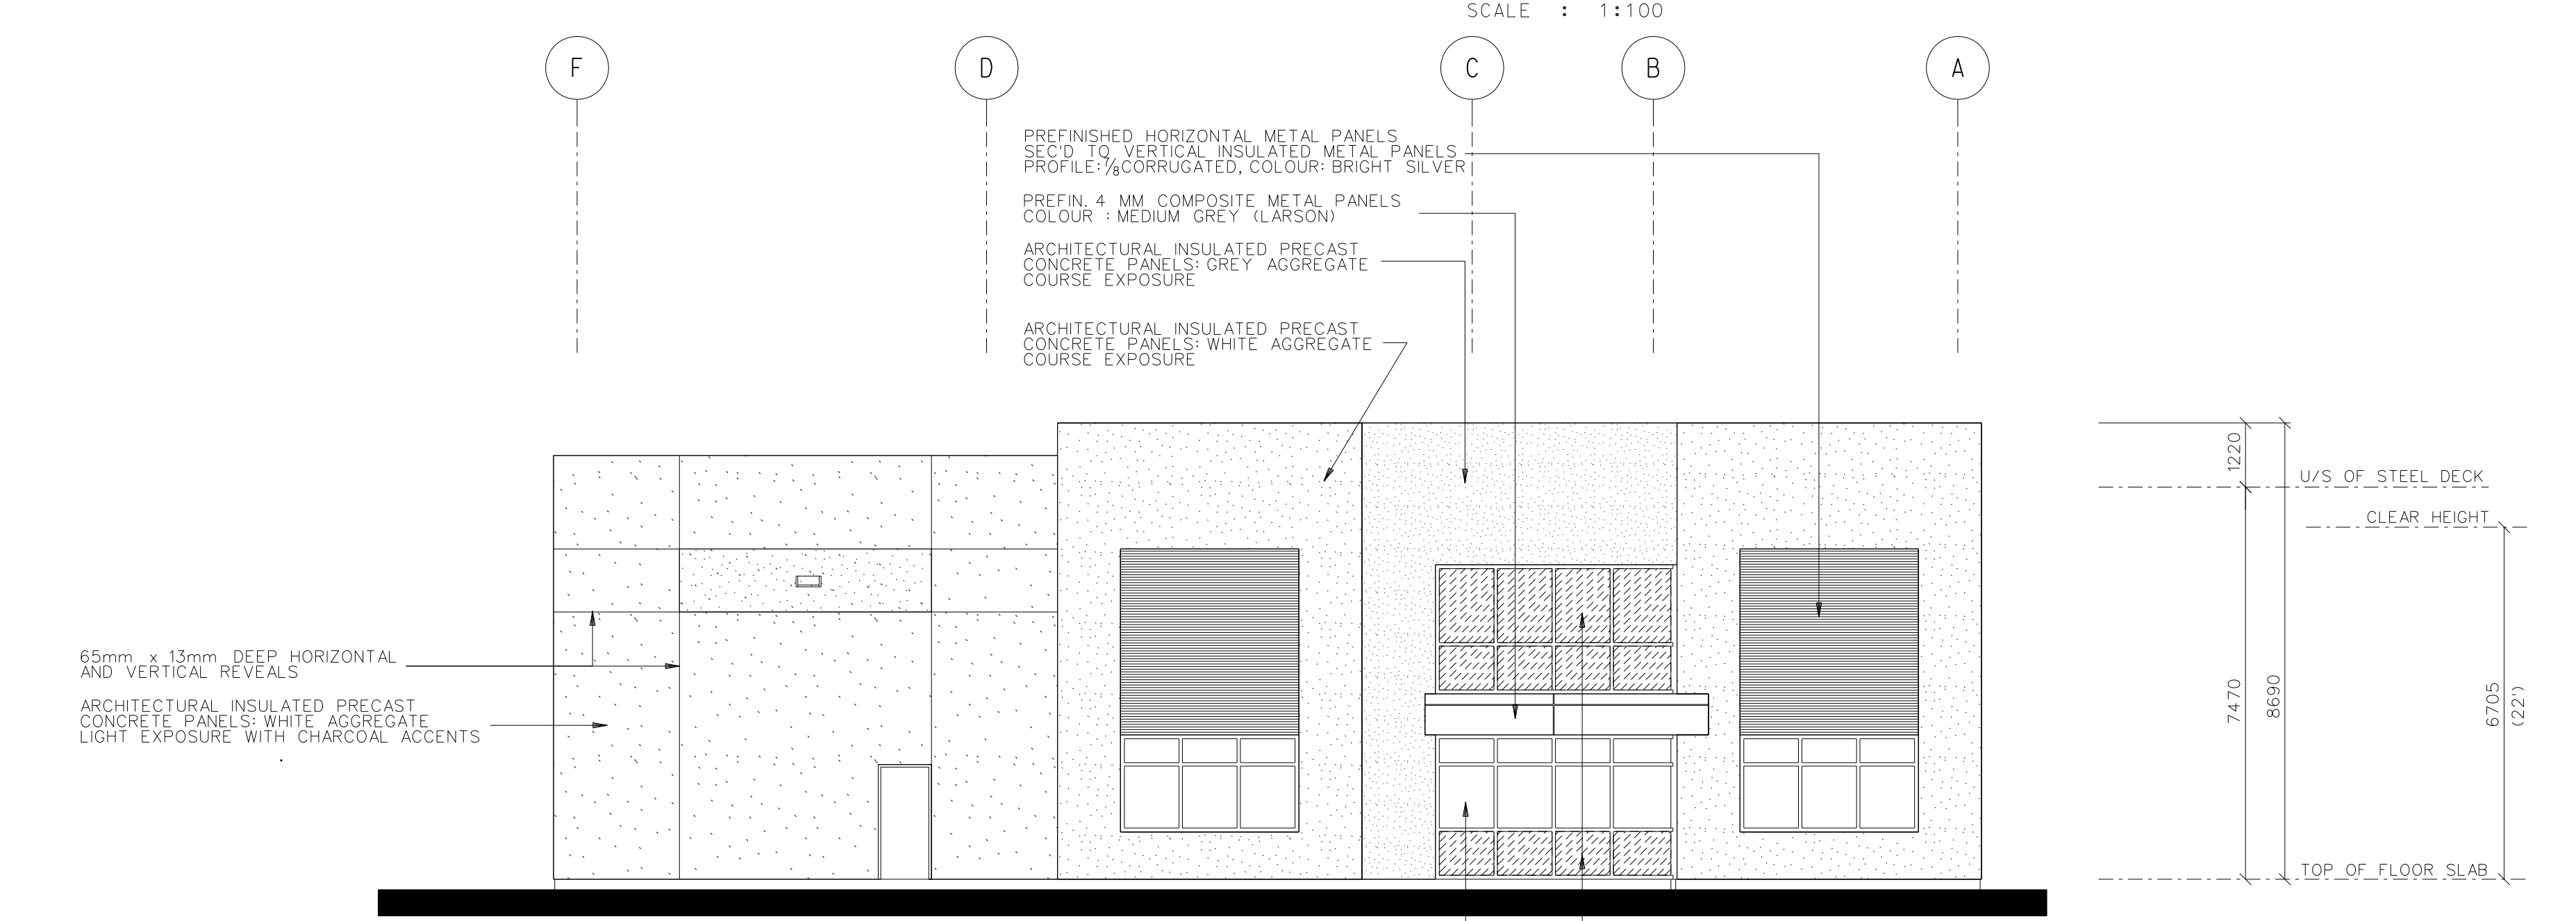 SCALE : 1:100
F
D
C
B
A
PREFINISHED HORIZONTAL METAL PANELS
SEC'D TO VERTICAL INSULATED METAL PANELS
PROFILE: 7/8 CORRUGATED, COLOUR: BRIGHT SILVER
PREFIN. 4 MM COMPOSITE METAL PANELS
COLOUR : MEDIUM GREY (LARSON)
ARCHITECTURAL INSULATED PRECAST
CONCRETE PANELS: GREY AGGREGATE
COURSE EXPOSURE
ARCHITECTURAL INSULATED PRECAST
CONCRETE PANELS: WHITE AGGREGATE
COURSE EXPOSURE
65mm x 13mm DEEP HORIZONTAL
AND VERTICAL REVEALS
ARCHITECTURAL INSULATED PRECAST
CONCRETE PANELS: WHITE AGGREGATE
LIGHT EXPOSURE WITH CHARCOAL ACCENTS
1220
U/S OF STEEL DECK
CLEAR HEIGHT
7470
8690
6705
(22')
TOP OF FLOOR SLAB